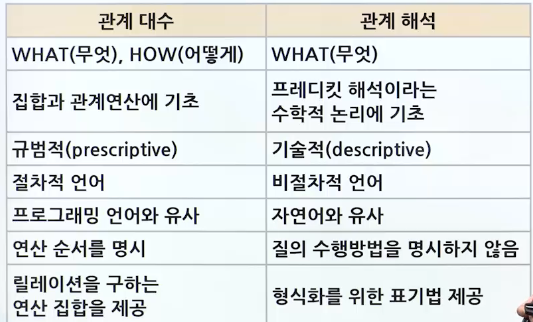 관계 대수 관계 해석
WHAT(무엇), HOW(어떻게) WHAT(무엇)
집합과 관계연산에 기초 프레디킷 해석이라는
수학적 논리에 기초
규범적(prescriptive) 기술적(descriptive)
절차적 언어 비절차적 언어
프로그래밍 언어와 유사 자연어와 유사
연산 순서를 명시 질의 수행방법을 명시하지 않음
릴레이션을 구하는
연산 집합을 제공 형식화를 위한 표기법 제공